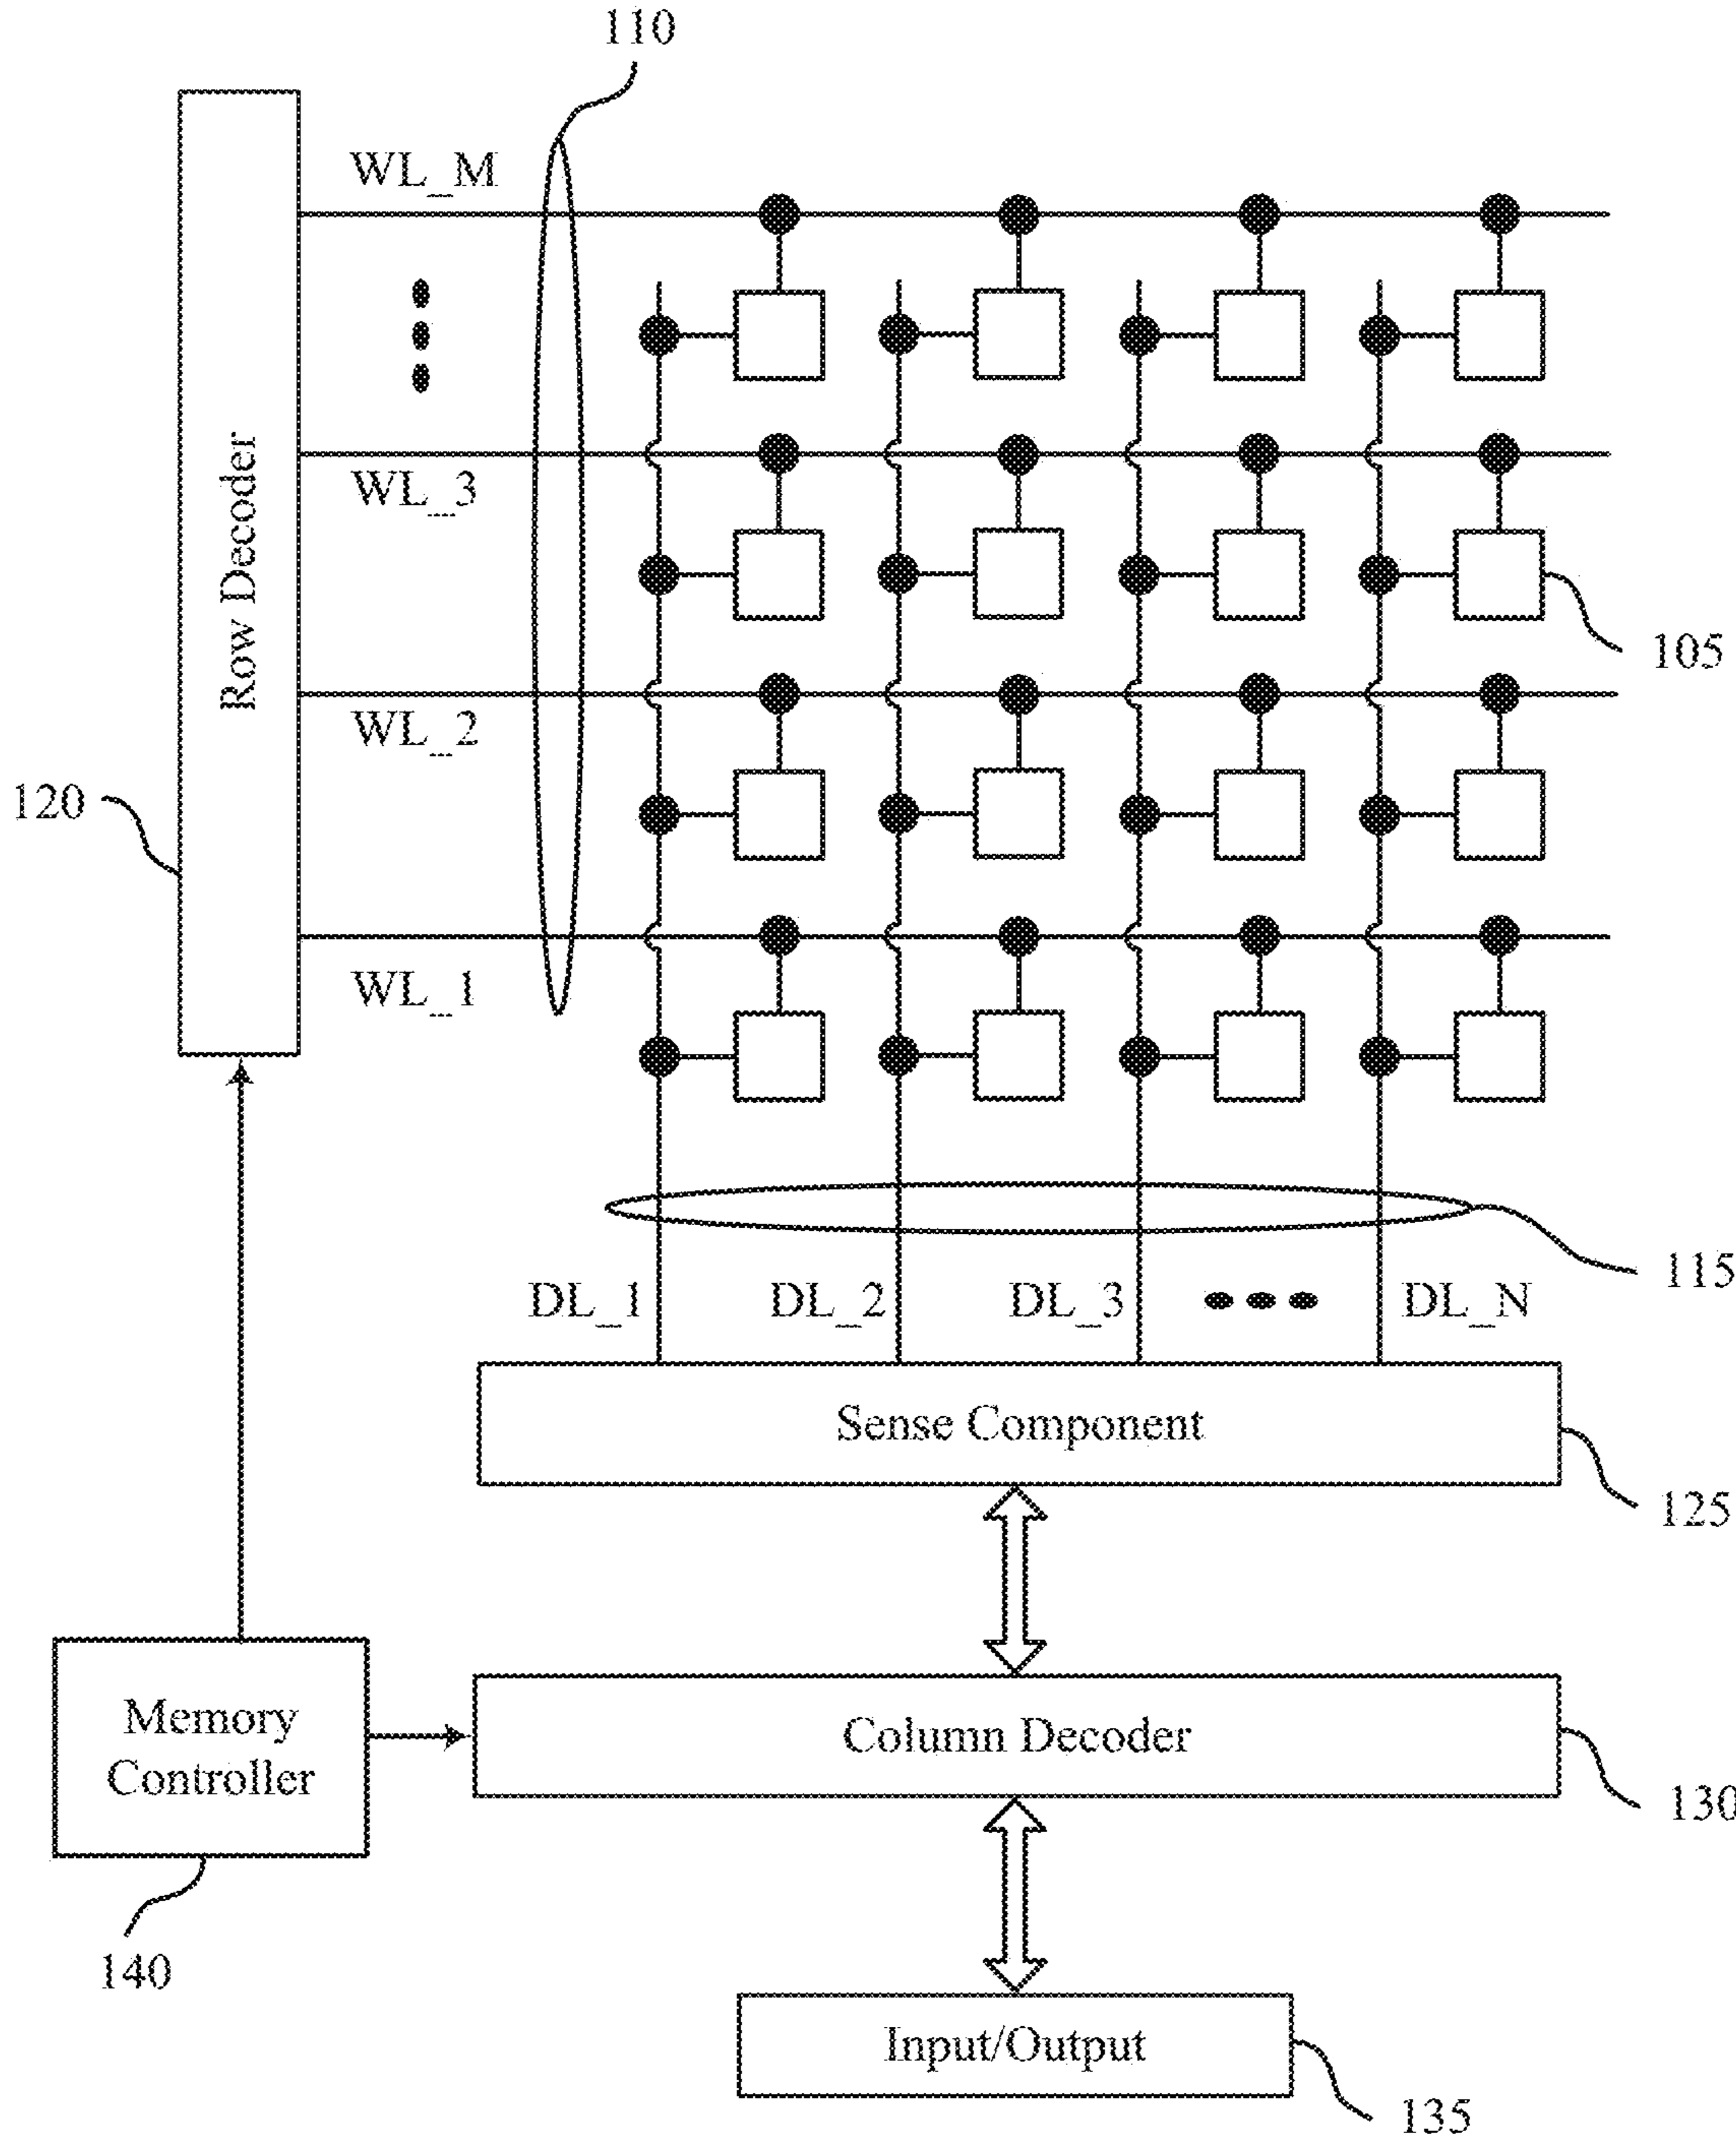 110
WL_M
WL_3
Row Decoder
105
WL_2
120
WL_1
115
DL_1
DL_2
DL_3
DL_N
Sense Component
125
Memory
Controller
Column Decoder
130
140
Input/Output
135